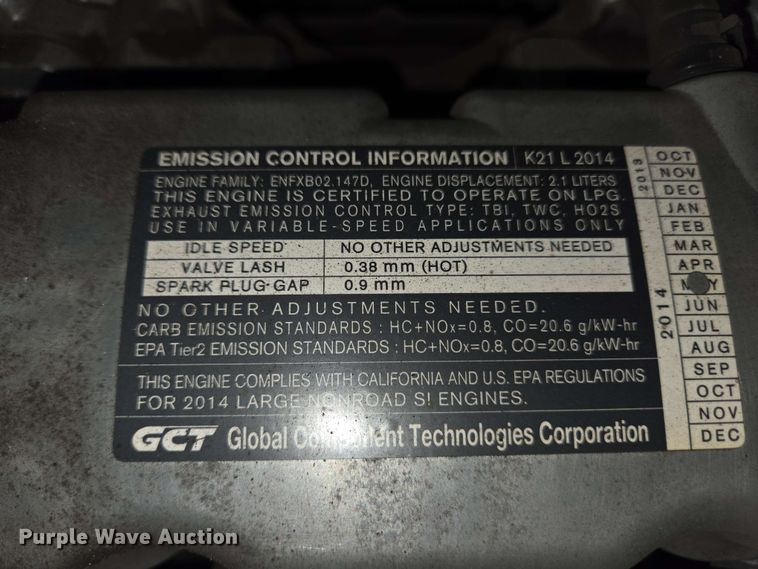 EMISSION CONTROL INFORMATION K21 L 2014
ENGINE FAMILY: ENFXB02.147D, ENGINE DISPLACEMENT: 2.1 LITERS
THIS ENGINE IS CERTIFIED TO OPERATE ON LPG.
EXHAUST EMISSION CONTROL TYPE: TBI, TWC, HO2S
USE IN VARIABLE-SPEED APPLICATIONS ONLY
IDLE SPEED NO OTHER ADJUSTMENTS NEEDED
VALVE LASH 0.38 mm (HOT)
SPARK PLUG GAP 0.9 mm
NO OTHER ADJUSTMENTS NEEDED.
CARB EMISSION STANDARDS : HC+NOx=0.8, CO=20.6 g/kW-hr
EPA Tier2 EMISSION STANDARDS : HC+NOx=0.8, CO=20.6 g/kW-hr
THIS ENGINE COMPLIES WITH CALIFORNIA AND U.S. EPA REGULATIONS
FOR 2014 LARGE NONROAD SI ENGINES.
GCT Global Component Technologies Corporation
2013
OCT
NOV
DEC
2014
JAN
FEB
MAR
APR
MAY
JUN
JUL
AUG
SEP
OCT
NOV
DEC
Purple Wave Auction